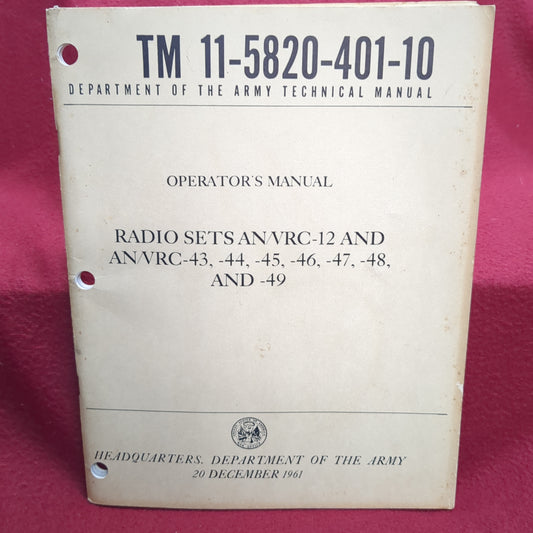 TM 11-5820-401-10
DEPARTMENT OF THE ARMY TECHNICAL MANUAL
OPERATOR'S MANUAL
RADIO SETS AN/VRC-12 AND
AN/VRC-43, -44, -45, -46, -47, -48,
AND -49
HEADQUARTERS, DEPARTMENT OF THE ARMY
20 DECEMBER 1961